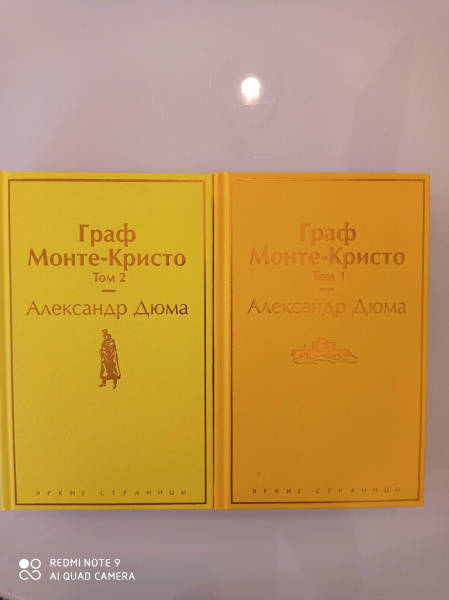 Граф
Монте-Кристо
Том 2
Александр Дюма
ЯРКИЕ СТРАНИЦЫ
Граф
Монте-Кристо
Том 1
Александр Дюма
ЯРКИЕ СТРАНИЦЫ
REDMI NOTE 9
AI QUAD CAMERA